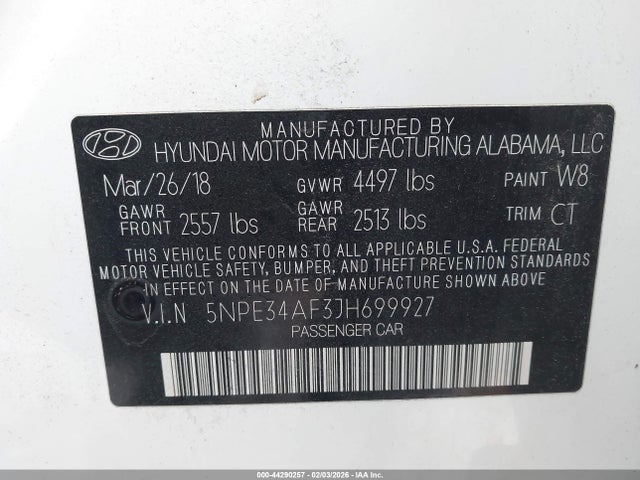 MANUFACTURED BY
HYUNDAI MOTOR MANUFACTURING ALABAMA, LLC
Mar/26/18 GVWR 4497 lbs PAINT W8
GAWR FRONT 2557 lbs GAWR REAR 2513 lbs TRIM CT
THIS VEHICLE CONFORMS TO ALL APPLICABLE U.S.A. FEDERAL
MOTOR VEHICLE SAFETY, BUMPER, AND THEFT PREVENTION STANDARDS
IN EFFECT ON THE DATE OF MANUFACTURE SHOWN ABOVE
V.I.N 5NPE34AF3JH699927
PASSENGER CAR
000-44290257 - 02/03/2026 - IAA Inc.